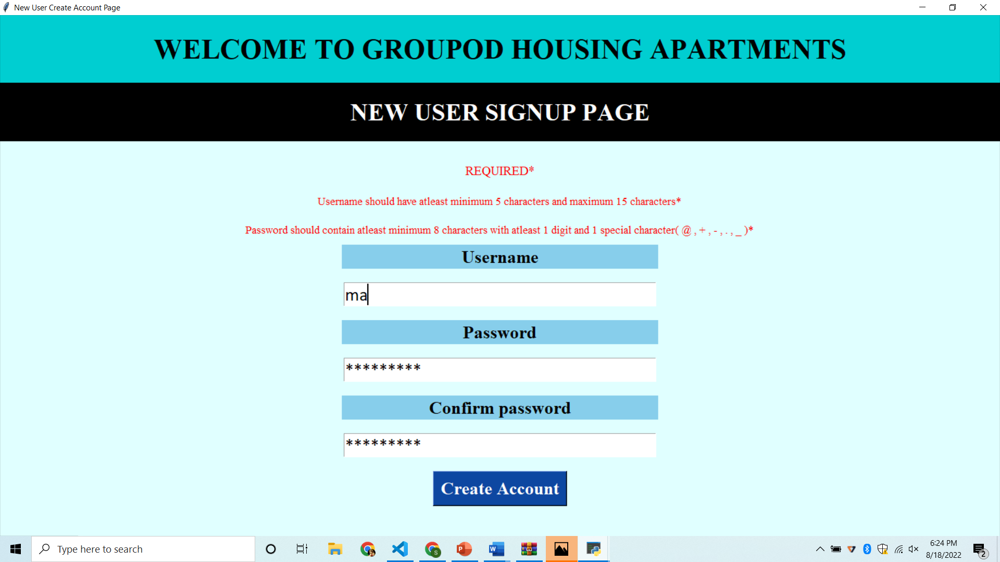 New User Create Account Page
WELCOME TO GROUPOD HOUSING APARTMENTS
NEW USER SIGNUP PAGE
REQUIRED*
Username should have atleast minimum 5 characters and maximum 15 characters*
Password should contain atleast minimum 8 characters with atleast 1 digit and 1 special character( @ , + , - , . , _ )*
Username
ma
Password
*********
Confirm password
*********
Create Account
Type here to search
S
P
W
6:24 PM
8/18/2022
2